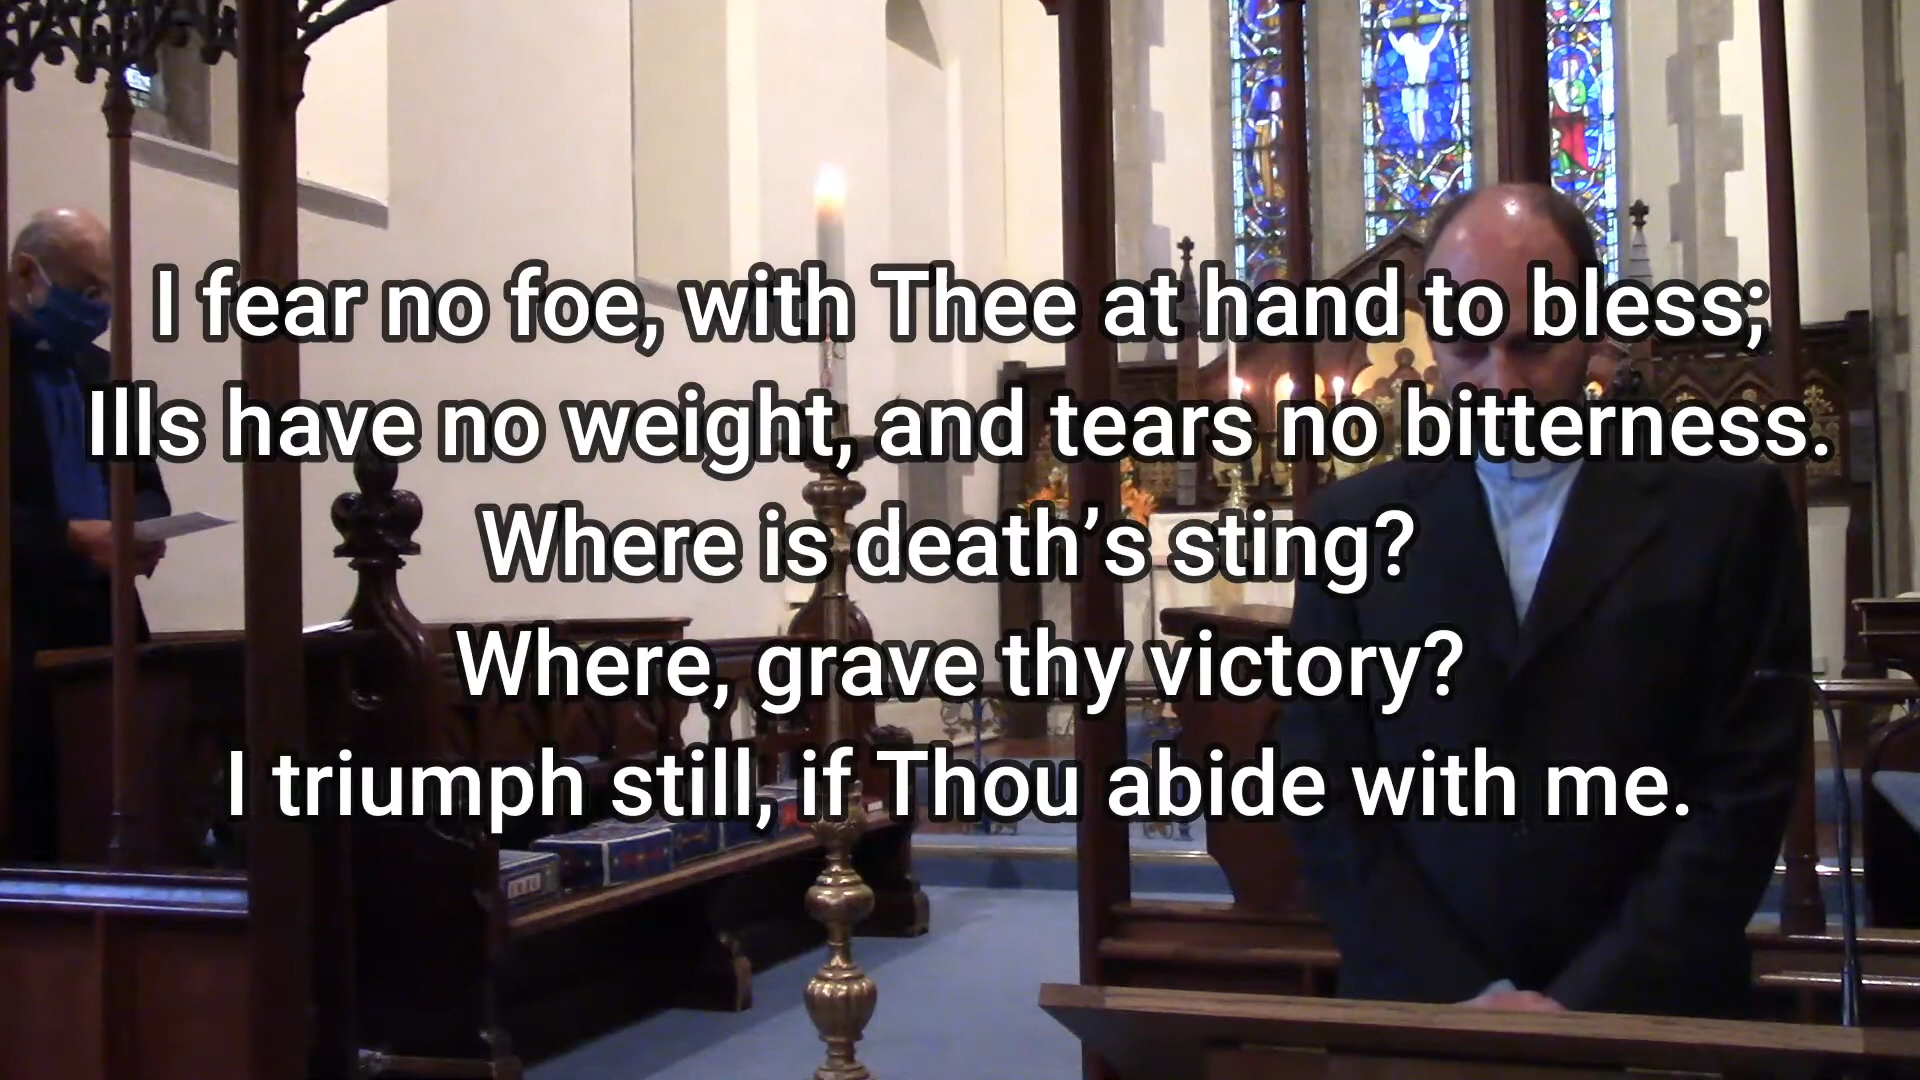 I fear no foe, with Thee at hand to bless;
Ills have no weight, and tears no bitterness.
Where is death’s sting?
Where, grave thy victory?
I triumph still, if Thou abide with me.